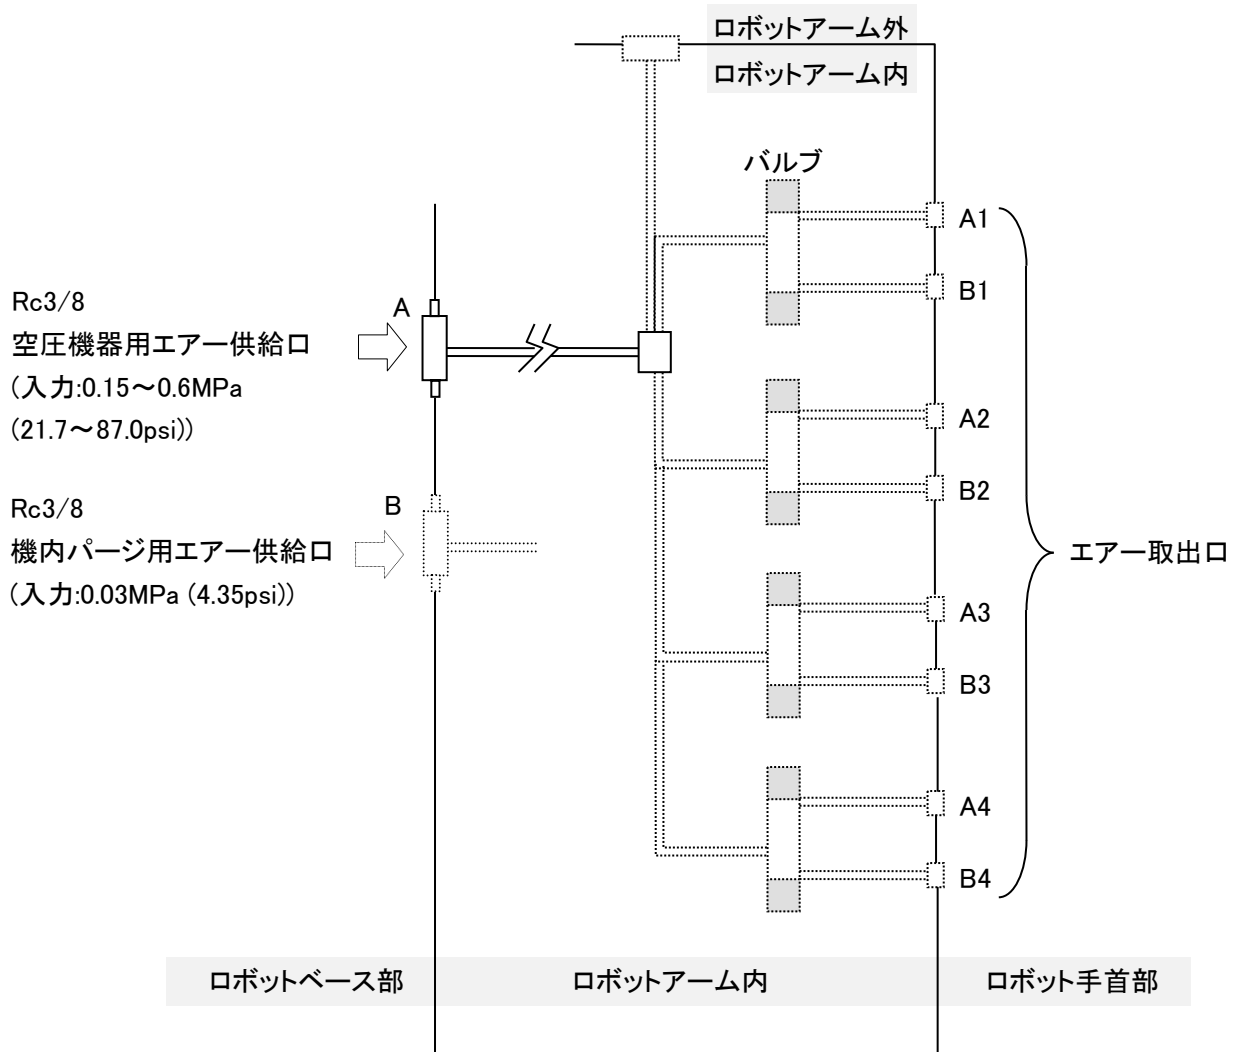 ロボットアーム外
ロボットアーム内
バルブ
A1
B1
Rc3/8
空圧機器用エアー供給口
(入力:0.15～0.6MPa
(21.7～87.0psi))
A
A2
B2
Rc3/8
機内パージ用エアー供給口
(入力:0.03MPa (4.35psi))
B
エアー取出口
A3
B3
A4
B4
ロボットベース部
ロボットアーム内
ロボット手首部